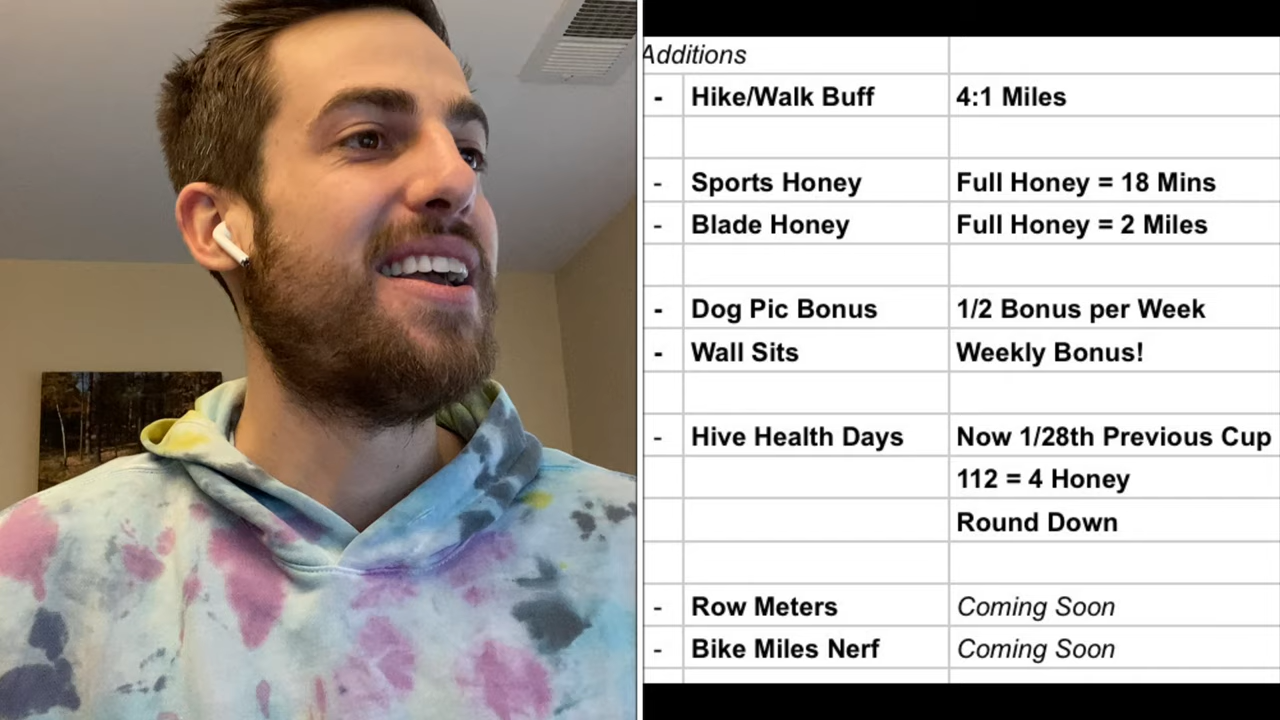 Additions
- Hike/Walk Buff 4:1 Miles
- Sports Honey Full Honey = 18 Mins
- Blade Honey Full Honey = 2 Miles
- Dog Pic Bonus 1/2 Bonus per Week
- Wall Sits Weekly Bonus!
- Hive Health Days Now 1/28th Previous Cup
112 = 4 Honey
Round Down
- Row Meters Coming Soon
- Bike Miles Nerf Coming Soon